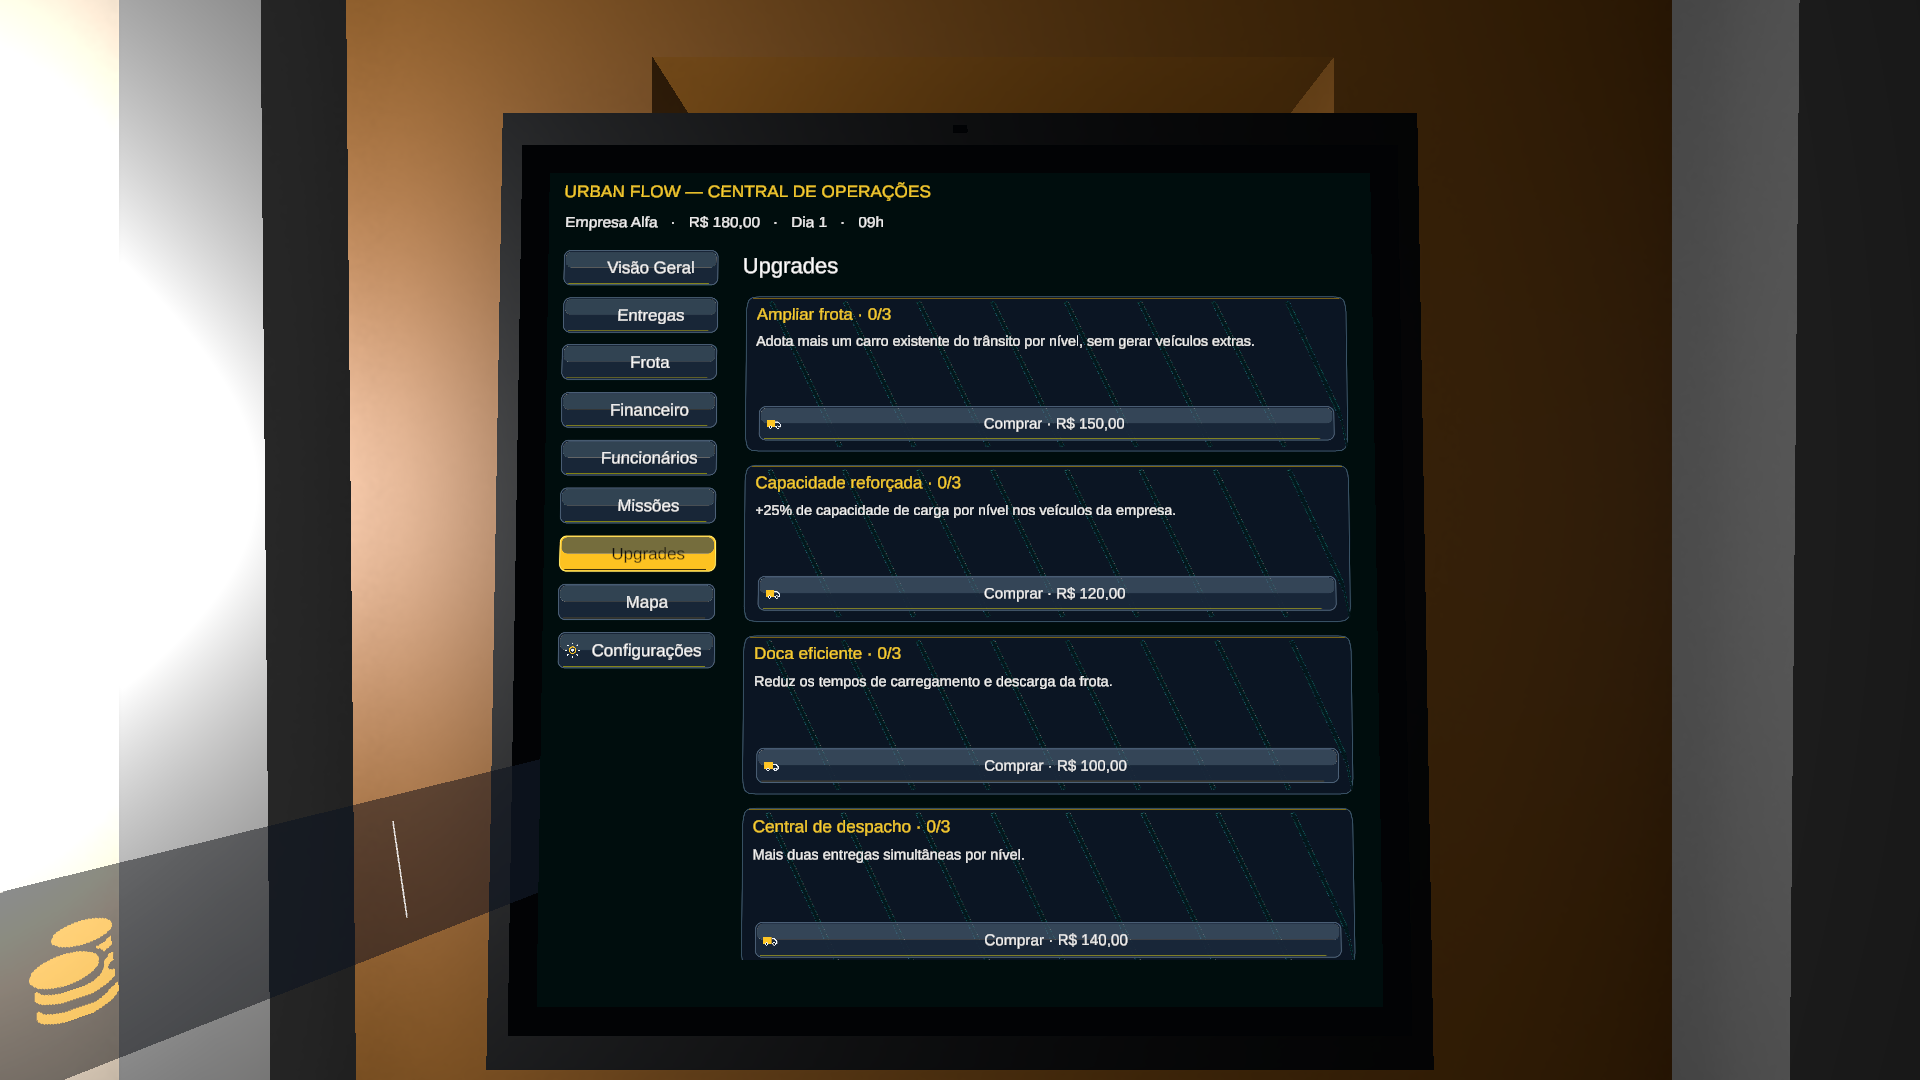 URBAN FLOW — CENTRAL DE OPERAÇÕES
Empresa Alfa · R$ 180,00 · Dia 1 · 09h
Visão Geral
Entregas
Frota
Financeiro
Funcionários
Missões
Upgrades
Mapa
Configurações
Upgrades
Ampliar frota · 0/3
Adota mais um carro existente do trânsito por nível, sem gerar veículos extras.
Comprar · R$ 150,00
Capacidade reforçada · 0/3
+25% de capacidade de carga por nível nos veículos da empresa.
Comprar · R$ 120,00
Doca eficiente · 0/3
Reduz os tempos de carregamento e descarga da frota.
Comprar · R$ 100,00
Central de despacho · 0/3
Mais duas entregas simultâneas por nível.
Comprar · R$ 140,00